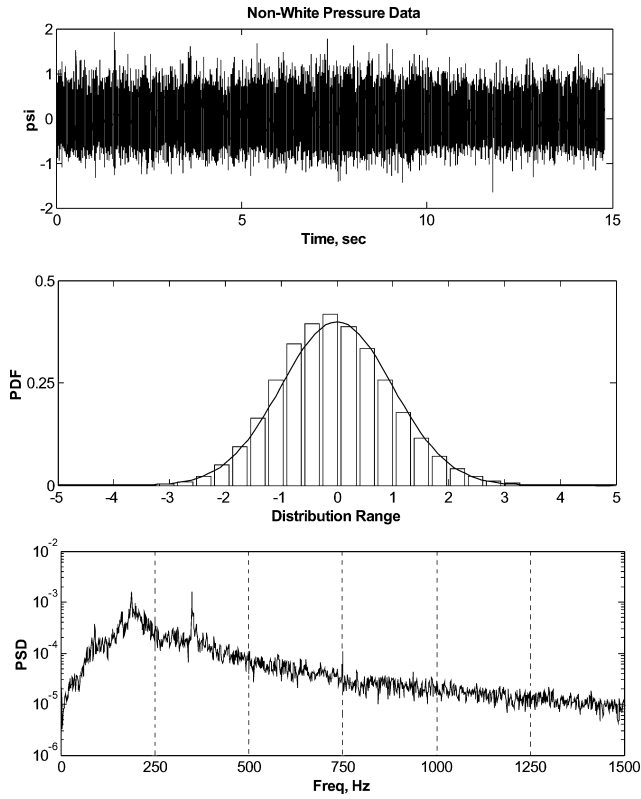 Non-White Pressure Data
2
1
0
-1
-2
psi
0 5 10 15
Time, sec
0.5
0.25
0
PDF
-5 -4 -3 -2 -1 0 1 2 3 4 5
Distribution Range
10^-2
10^-3
10^-4
10^-5
10^-6
PSD
0 250 500 750 1000 1250 1500
Freq, Hz